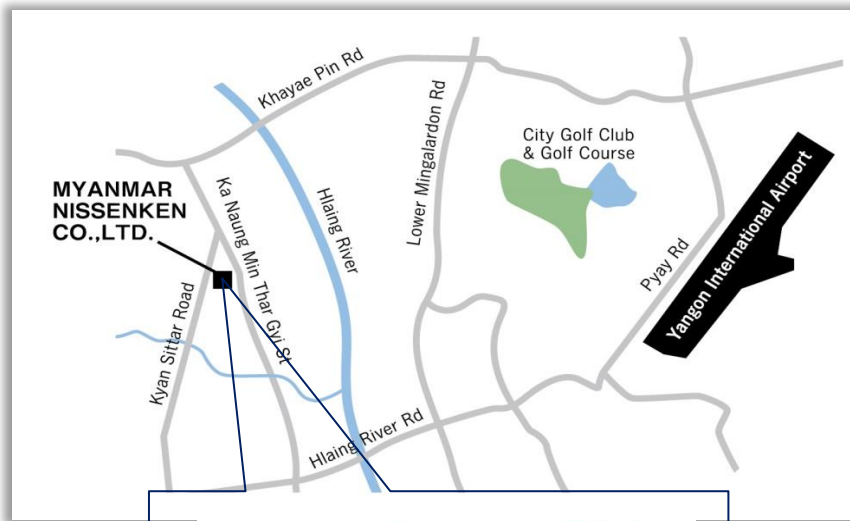 Khayae Pin Rd
City Golf Club
& Golf Course
MYANMAR
NISSENKEN
CO.,LTD.
Ka Naung Min Thar Gyi St
Hlaing River
Lower Mingalardon Rd
Pyay Rd
Yangon International Airport
Kyan Sittar Road
Hlaing River Rd